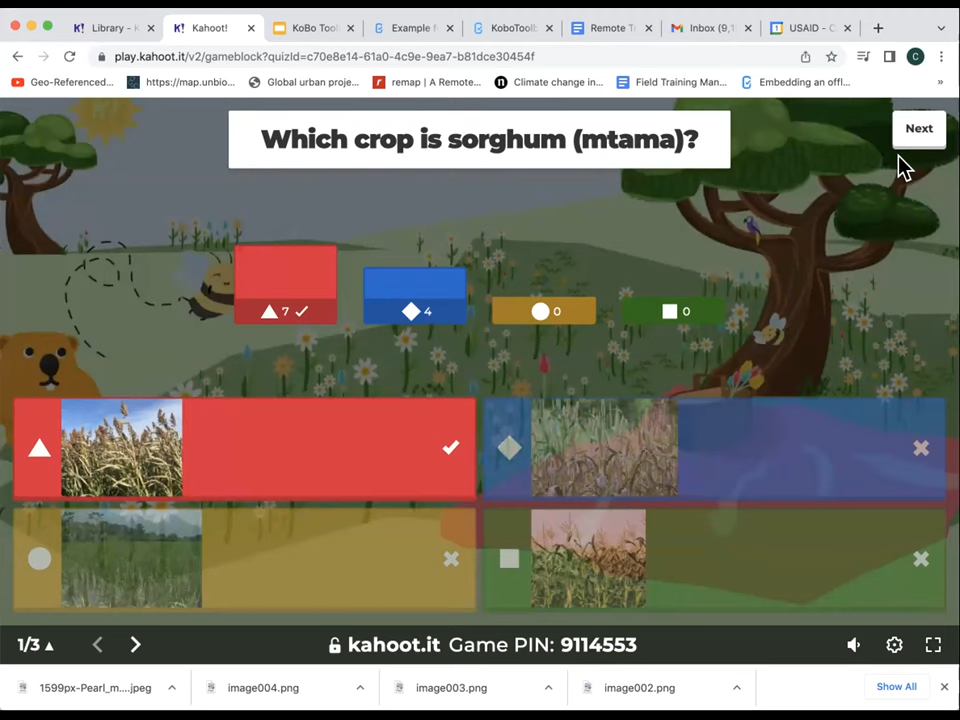 Library - K
Kahoot!
KoBo Tool
Example f
KoboToolb
Remote T
Inbox (9,1
USAID - C
play.kahoot.it/v2/gameblock?quizId=c70e8e14-61a0-4c9e-9ea7-b81dce30454f
C
Geo-Referenced...
https://map.unbio...
Global urban proje...
remap | A Remote...
Climate change in...
Field Training Man...
Embedding an offl...
»
Which crop is sorghum (mtama)?
Next
7
4
0
0
1/3
kahoot.it Game PIN: 9114553
1599px-Pearl_m....jpeg
image004.png
image003.png
image002.png
Show All